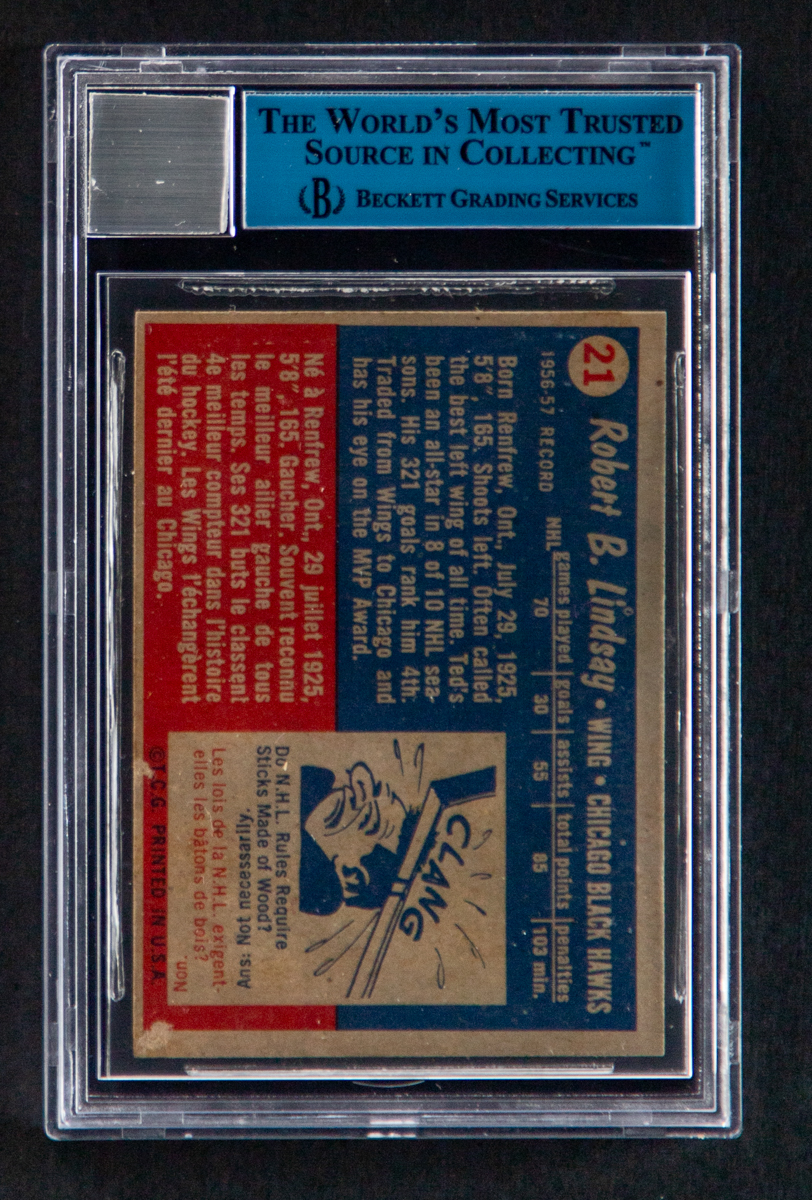 THE WORLD'S MOST TRUSTED
SOURCE IN COLLECTING™
B BECKETT GRADING SERVICES
21 Robert B. Lindsay • WING • CHICAGO BLACK HAWKS
1956-57 RECORD
games played goals assists total points penalties
NHL 70 30 55 85 103 min.
Born Renfrew, Ont., July 29, 1925,
5'8", 165. Shoots left. Often called
the best left wing of all time. Ted's
been an all-star in 8 of 10 NHL sea-
sons. His 321 goals rank him 4th.
Traded from Wings to Chicago and
has his eye on the MVP Award.
Né à Renfrew, Ont., 29 juillet 1925,
5'8", 165. Gaucher, Souvent reconnu
le meilleur ailier gauche de tous
les temps. Ses 321 buts le classent
4e meilleur compteur dans l'histoire
du hockey. Les Wings l'échangèrent
l'été dernier au Chicago.
CLANG
Do N.H.L. Rules Require
Sticks Made of Wood?
Ans: Not necessarily.
Les lois de la N.H.L. exigent-
elles les bâtons de bois?
Non.
©T.C.G. PRINTED IN U.S.A.